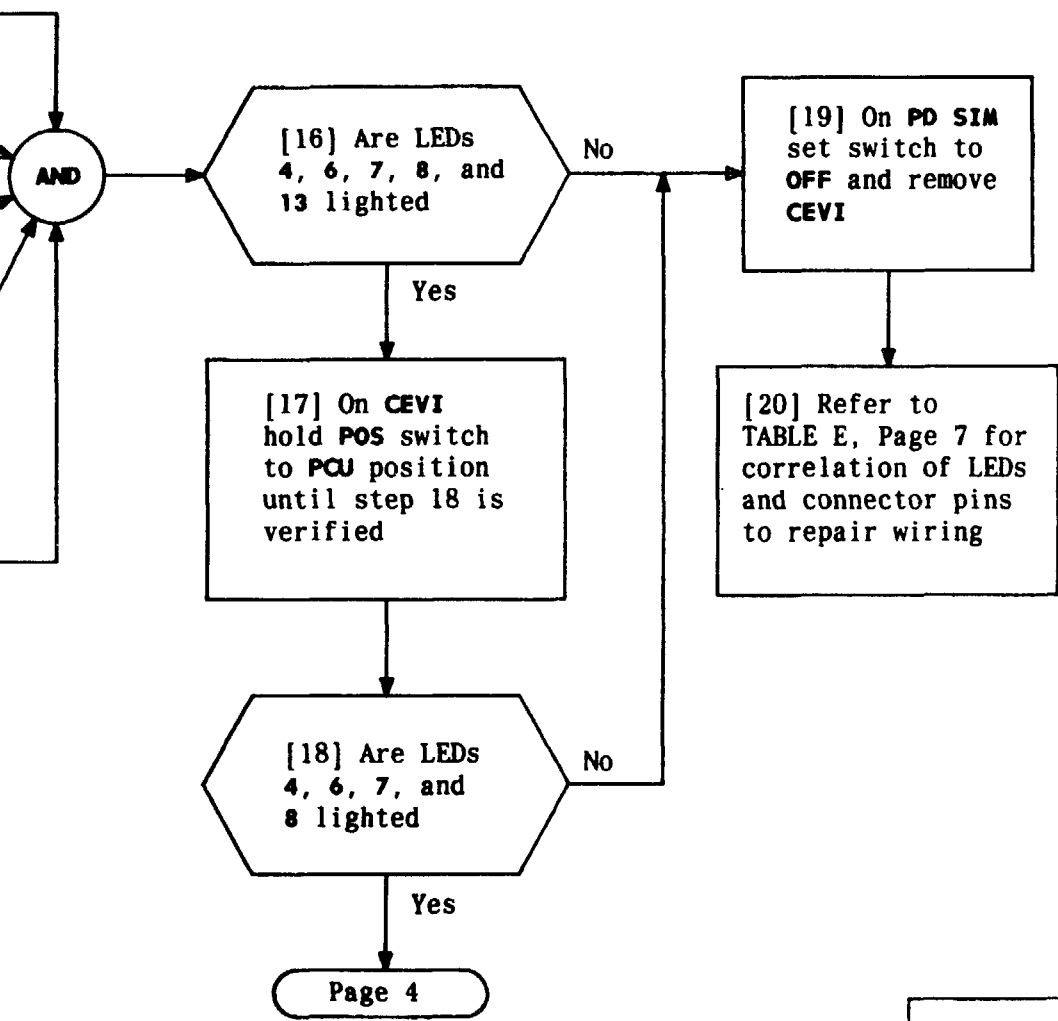 AND
[16] Are LEDs
4, 6, 7, 8, and
13 lighted
No
Yes
[17] On CEVI
hold POS switch
to PCU position
until step 18 is
verified
[18] Are LEDs
4, 6, 7, and
8 lighted
No
Yes
Page 4
[19] On PD SIM
set switch to
OFF and remove
CEVI
[20] Refer to
TABLE E, Page 7 for
correlation of LEDs
and connector pins
to repair wiring